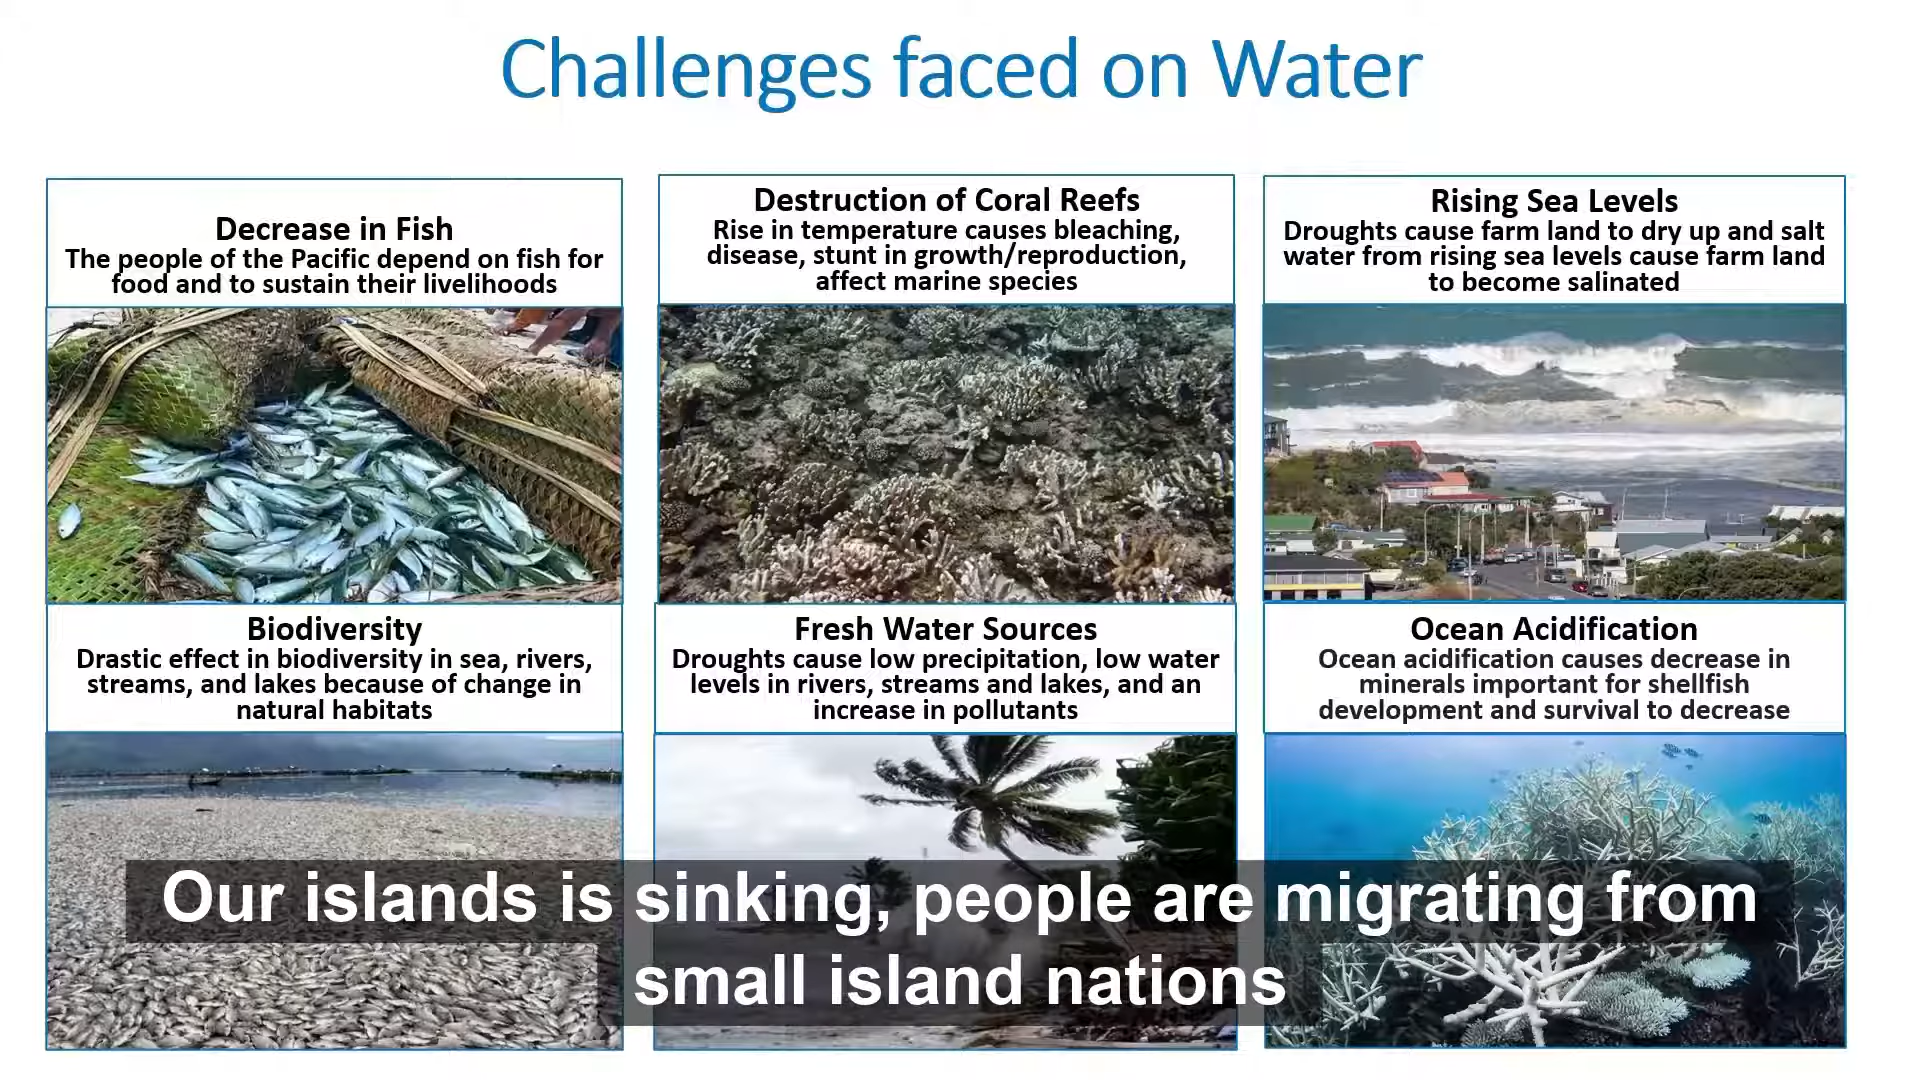 Challenges faced on Water
Decrease in Fish
The people of the Pacific depend on fish for
food and to sustain their livelihoods
Destruction of Coral Reefs
Rise in temperature causes bleaching,
disease, stunt in growth/reproduction,
affect marine species
Rising Sea Levels
Droughts cause farm land to dry up and salt
water from rising sea levels cause farm land
to become salinated
Biodiversity
Drastic effect in biodiversity in sea, rivers,
streams, and lakes because of change in
natural habitats
Fresh Water Sources
Droughts cause low precipitation, low water
levels in rivers, streams and lakes, and an
increase in pollutants
Ocean Acidification
Ocean acidification causes decrease in
minerals important for shellfish
development and survival to decrease
Our islands is sinking, people are migrating from
small island nations